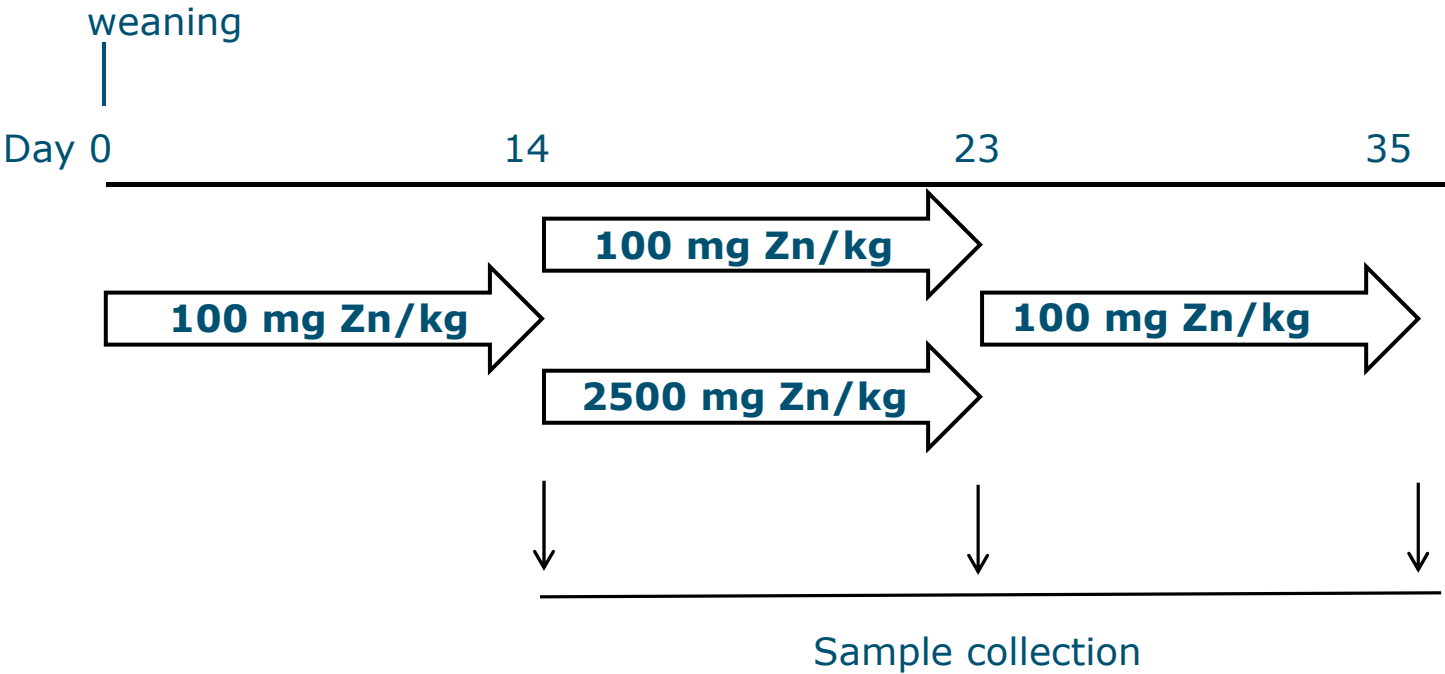 weaning
Day 0 14 23 35
100 mg Zn/kg
100 mg Zn/kg 100 mg Zn/kg
2500 mg Zn/kg
Sample collection